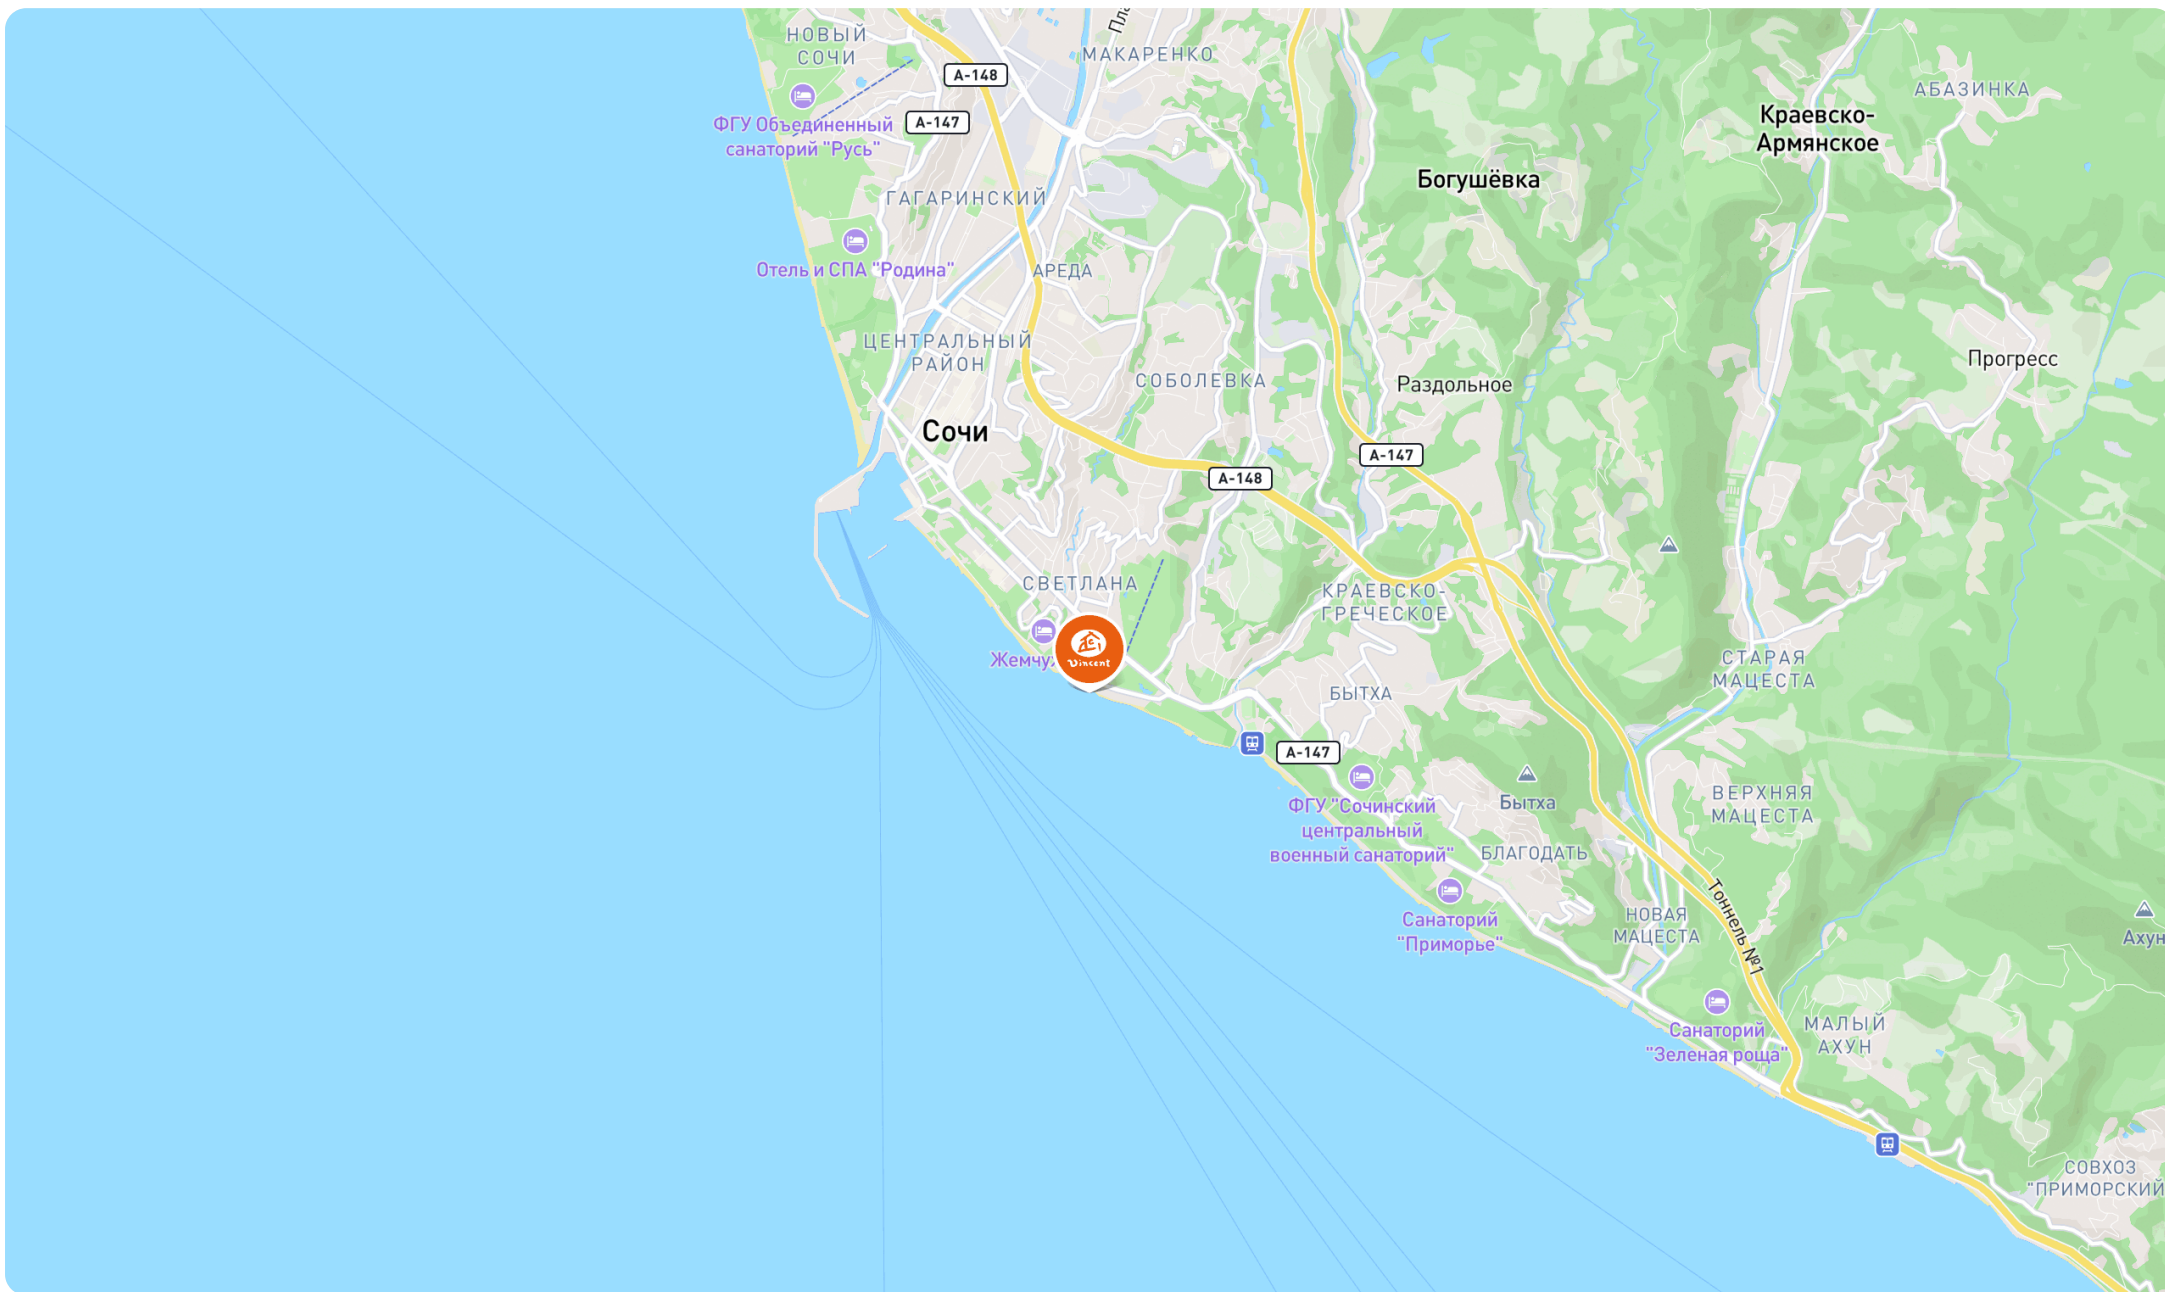 Пла
НОВЫЙ
СОЧИ
МАКАРЕНКО
А-148
А-147
ФГУ Объединенный
санаторий "Русь"
АБАЗИНКА
Краевско-
Армянское
Богушёвка
ГАГАРИНСКИЙ
Отель и СПА "Родина"
АРЕДА
ЦЕНТРАЛЬНЫЙ
РАЙОН
СОБОЛЕВКА
Раздольное
Прогресс
Сочи
А-147
А-148
СВЕТЛАНА
КРАЕВСКО-
ГРЕЧЕСКОЕ
Vincent
Жемчу
СТАРАЯ
МАЦЕСТА
БЫТХА
А-147
ФГУ "Сочинский
центральный
военный санаторий"
Бытха
ВЕРХНЯЯ
МАЦЕСТА
БЛАГОДАТЬ
Санаторий
"Приморье"
НОВАЯ
МАЦЕСТА
Тоннель №1
Ахун
Санаторий
"Зеленая роща"
МАЛЫЙ
АХУН
СОВХОЗ
"ПРИМОРСКИЙ